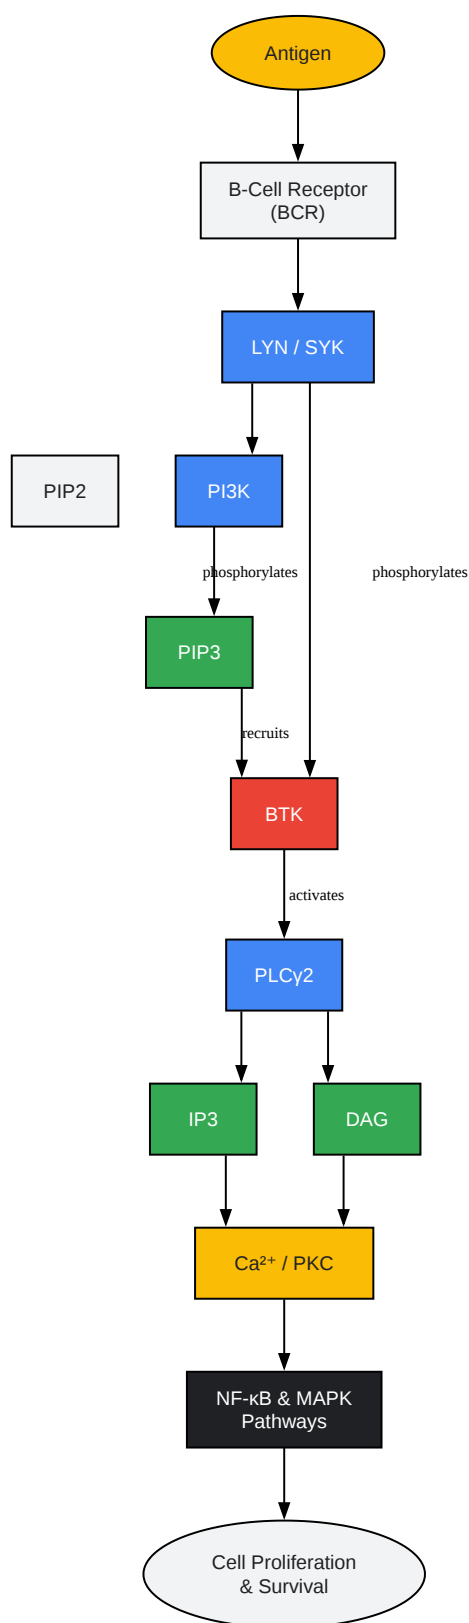 Antigen
B-Cell Receptor
(BCR)
LYN / SYK
PIP2
PI3K
phosphorylates
phosphorylates
PIP3
recruits
BTK
activates
PLCγ2
IP3
DAG
Ca²⁺ / PKC
NF-κB & MAPK
Pathways
Cell Proliferation
& Survival